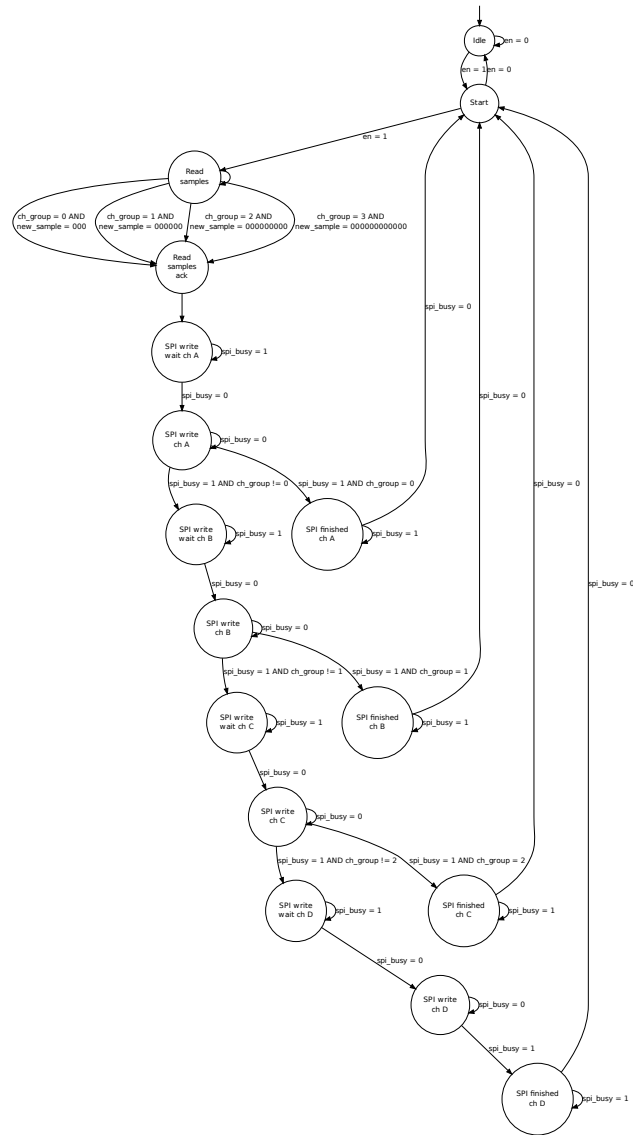 Idle
en = 0
en = 1
en = 0
Start
en = 1
Read
samples
ch_group = 0 AND
new_sample = 000
ch_group = 1 AND
new_sample = 000000
ch_group = 2 AND
new_sample = 000000000
ch_group = 3 AND
new_sample = 000000000000
Read
samples
ack
spi_busy = 0
SPI write
wait ch A
spi_busy = 1
spi_busy = 0
spi_busy = 0
SPI write
ch A
spi_busy = 0
spi_busy = 1 AND ch_group != 0
spi_busy = 1 AND ch_group = 0
spi_busy = 0
SPI write
wait ch B
spi_busy = 1
SPI finished
ch A
spi_busy = 1
spi_busy = 0
spi_busy = 0
SPI write
ch B
spi_busy = 0
spi_busy = 1 AND ch_group != 1
spi_busy = 1 AND ch_group = 1
SPI write
wait ch C
spi_busy = 1
SPI finished
ch B
spi_busy = 1
spi_busy = 0
SPI write
ch C
spi_busy = 0
spi_busy = 1 AND ch_group != 2
spi_busy = 1 AND ch_group = 2
SPI write
wait ch D
spi_busy = 1
SPI finished
ch C
spi_busy = 1
spi_busy = 0
SPI write
ch D
spi_busy = 0
spi_busy = 1
SPI finished
ch D
spi_busy = 1